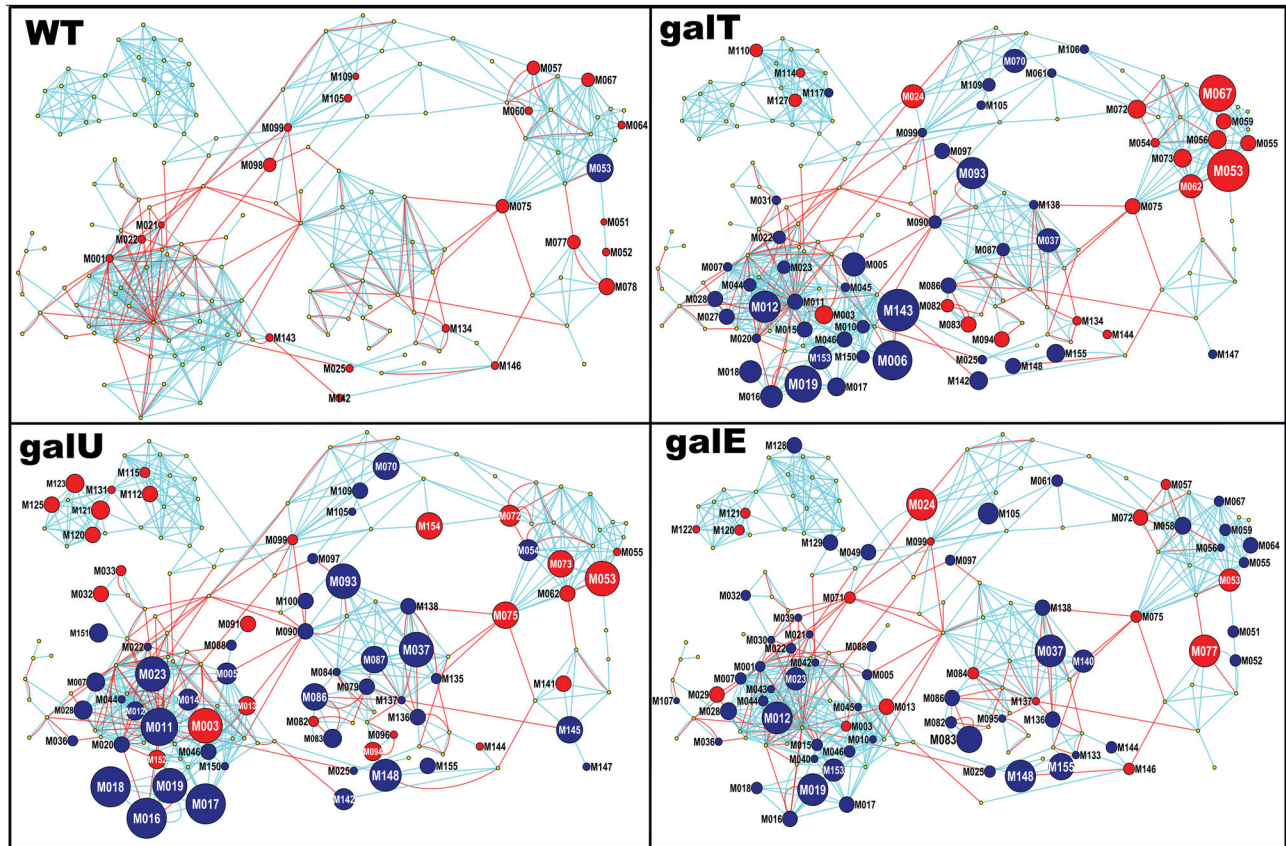 WT
M057
M109
M067
M105
M060
M064
M099
M098
M053
M075
M051
M021
M022
M077
M052
M001
M078
M134
M143
M025
M146
M142
galT
M110
M106
M070
M114
M061
M117
M109
M127
M024
M105
M067
M072
M059
M099
M056
M054
M055
M097
M073
M053
M093
M062
M031
M138
M075
M090
M022
M037
M087
M007
M023
M005
M044
M045
M086
M028
M011
M082
M012
M143
M027
M003
M083
M134
M015
M010
M094
M144
M020
M046
M153
M150
M006
M025
M155
M147
M018
M148
M019
M017
M142
M016
galU
M115
M123
M070
M131
M112
M109
M125
M121
M105
M072
M154
M120
M099
M054
M055
M097
M073
M033
M053
M093
M062
M032
M100
M138
M075
M091
M151
M090
M022
M088
M037
M087
M023
M005
M084
M007
M135
M079
M141
M044
M014
M086
M137
M013
M012
M028
M011
M003
M082
M136
M096
M083
M145
M036
M020
M046
M094
M144
M152
M150
M025
M155
M147
M148
M018
M019
M017
M142
M016
galE
M128
M061
M057
M067
M121
M024
M105
M072
M058
M059
M122
M120
M099
M056
M064
M129
M049
M055
M097
M053
M032
M071
M138
M075
M039
M051
M030
M021
M022
M088
M037
M077
M140
M052
M001
M042
M007
M023
M005
M084
M043
M029
M044
M086
M137
M107
M045
M013
M028
M012
M082
M095
M136
M003
M083
M036
M015
M010
M046
M144
M133
M040
M153
M025
M155
M146
M148
M018
M019
M017
M016